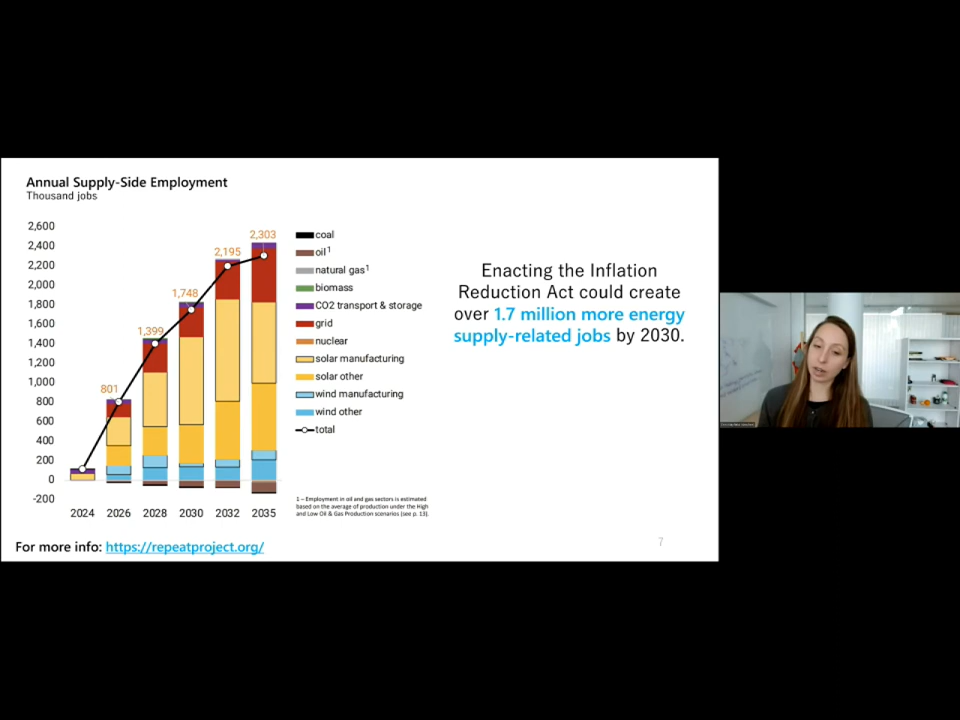 Annual Supply-Side Employment
Thousand jobs
2,600
2,400
2,200
2,000
1,800
1,600
1,400
1,200
1,000
800
600
400
200
0
-200
801
1,399
1,748
2,195
2,303
2024 2026 2028 2030 2032 2035
coal
oil¹
natural gas¹
biomass
CO2 transport & storage
grid
nuclear
solar manufacturing
solar other
wind manufacturing
wind other
total
1 – Employment in oil and gas sectors is estimated
based on the average of production under the High
and Low Oil & Gas Production scenarios (see p. 13).
Enacting the Inflation
Reduction Act could create
over 1.7 million more energy
supply-related jobs by 2030.
For more info: https://repeatproject.org/
7